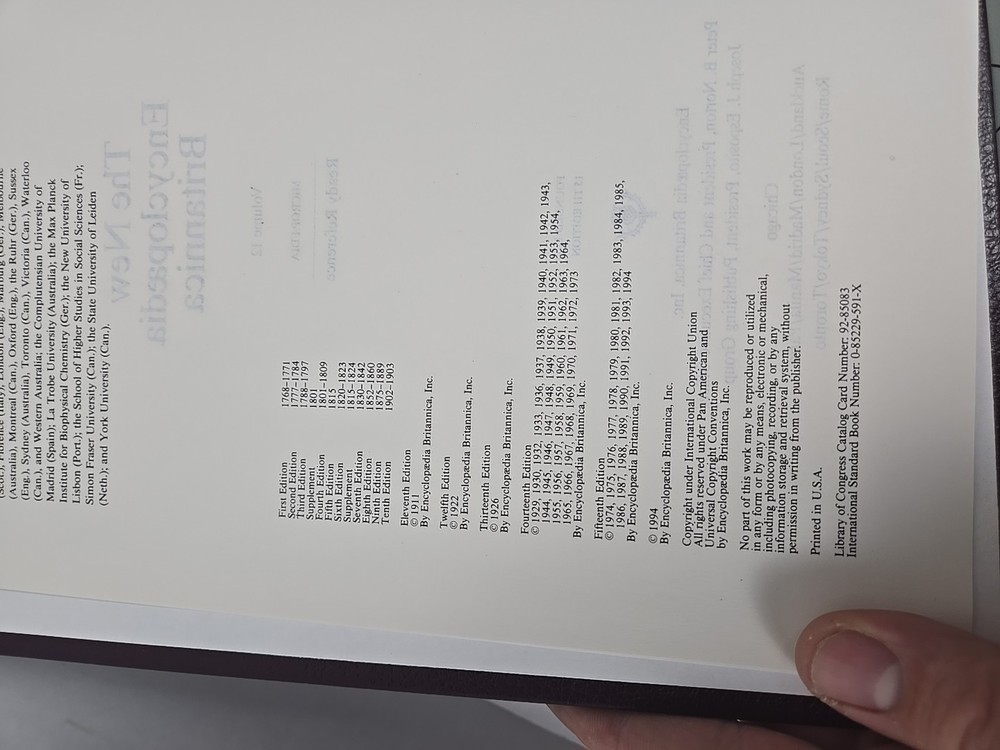 (Australia), Montreal (Can.), Oxford (Eng.), the Ruhr (Ger.), Sussex
(Eng.), Sydney (Australia), Toronto (Can.), Victoria (Can.), Waterloo
(Can.), and Western Australia; the Complutensian University of
Madrid (Spain); La Trobe University (Australia); the Max Planck
Institute for Biophysical Chemistry (Ger.); the New University of
Lisbon (Port.); the School of Higher Studies in Social Sciences (Fr.);
Simon Fraser University (Can.); the State University of Leiden
(Neth.); and York University (Can.).
First Edition 1768–1771
Second Edition 1777–1784
Third Edition 1788–1797
Supplement 1801
Fourth Edition 1801–1809
Fifth Edition 1815
Sixth Edition 1820–1823
Supplement 1815–1824
Seventh Edition 1830–1842
Eighth Edition 1852–1860
Ninth Edition 1875–1889
Tenth Edition 1902–1903
Eleventh Edition
© 1911
By Encyclopædia Britannica, Inc.
Twelfth Edition
© 1922
By Encyclopædia Britannica, Inc.
Thirteenth Edition
© 1926
By Encyclopædia Britannica, Inc.
Fourteenth Edition
© 1929, 1930, 1932, 1933, 1936, 1937, 1938, 1939, 1940, 1941, 1942, 1943,
1944, 1945, 1946, 1947, 1948, 1949, 1950, 1951, 1952, 1953, 1954,
1955, 1956, 1957, 1958, 1959, 1960, 1961, 1962, 1963, 1964,
1965, 1966, 1967, 1968, 1969, 1970, 1971, 1972, 1973
By Encyclopædia Britannica, Inc.
Fifteenth Edition
© 1974, 1975, 1976, 1977, 1978, 1979, 1980, 1981, 1982, 1983, 1984, 1985,
1986, 1987, 1988, 1989, 1990, 1991, 1992, 1993, 1994
By Encyclopædia Britannica, Inc.
© 1994
By Encyclopædia Britannica, Inc.
Copyright under International Copyright Union
All rights reserved under Pan American and
Universal Copyright Conventions
by Encyclopædia Britannica, Inc.
No part of this work may be reproduced or utilized
in any form or by any means, electronic or mechanical,
including photocopying, recording, or by any
information storage and retrieval system, without
permission in writing from the publisher.
Printed in U.S.A.
Library of Congress Catalog Card Number: 92-85083
International Standard Book Number: 0-85229-591-X